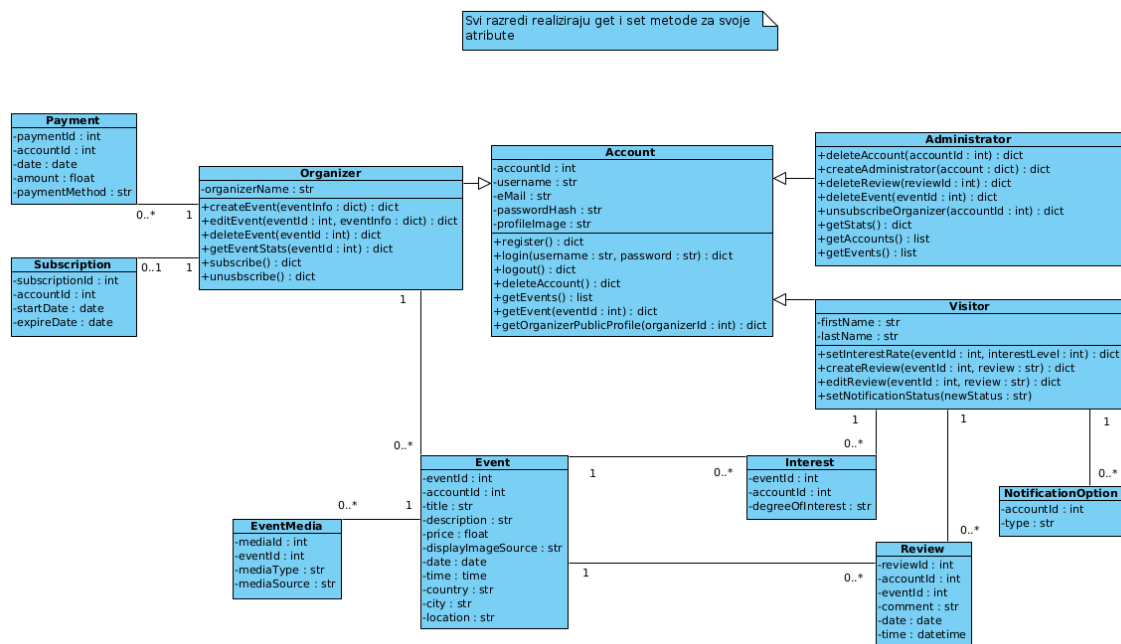 Svi razredi realiziraju get i set metode za svoje
atribute
Payment
-paymentId : int
-accountId : int
-date : date
-amount : float
-paymentMethod : str
0..*
1
Subscription
-subscriptionId : int
-accountId : int
-startDate : date
-expireDate : date
0..1
1
Organizer
-organizerName : str
+createEvent(eventInfo : dict) : dict
+editEvent(eventId : int, eventInfo : dict) : dict
+deleteEvent(eventId : int) : dict
+getEventStats(eventId : int) : dict
+subscribe() : dict
+unusbscribe() : dict
1
0..*
Account
-accountId : int
-username : str
-eMail : str
-passwordHash : str
-profileImage : str
+register() : dict
+login(username : str, password : str) : dict
+logout() : dict
+deleteAccount() : dict
+getEvents() : list
+getEvent(eventId : int) : dict
+getOrganizerPublicProfile(organizerId : int) : dict
Administrator
+deleteAccount(accountId : int) : dict
+createAdministrator(account : dict) : dict
+deleteReview(reviewId : int) : dict
+deleteEvent(eventId : int) : dict
+unsubscribeOrganizer(accountId : int) : dict
+getStats() : dict
+getAccounts() : list
+getEvents() : list
Visitor
-firstName : str
-lastName : str
+setInterestRate(eventId : int, interestLevel : int) : dict
+createReview(eventId : int, review : str) : dict
+editReview(eventId : int, review : str) : dict
+setNotificationStatus(newStatus : str)
1
0..*
1
0..*
1
0..*
Event
-eventId : int
-accountId : int
-title : str
-description : str
-price : float
-displayImageSource : str
-date : date
-time : time
-country : str
-city : str
-location : str
1
0..*
1
0..*
0..*
1
EventMedia
-mediaId : int
-eventId : int
-mediaType : str
-mediaSource : str
Interest
-eventId : int
-accountId : int
-degreeOfInterest : str
NotificationOption
-accountId : int
-type : str
Review
-reviewId : int
-accountId : int
-eventId : int
-comment : str
-date : date
-time : datetime